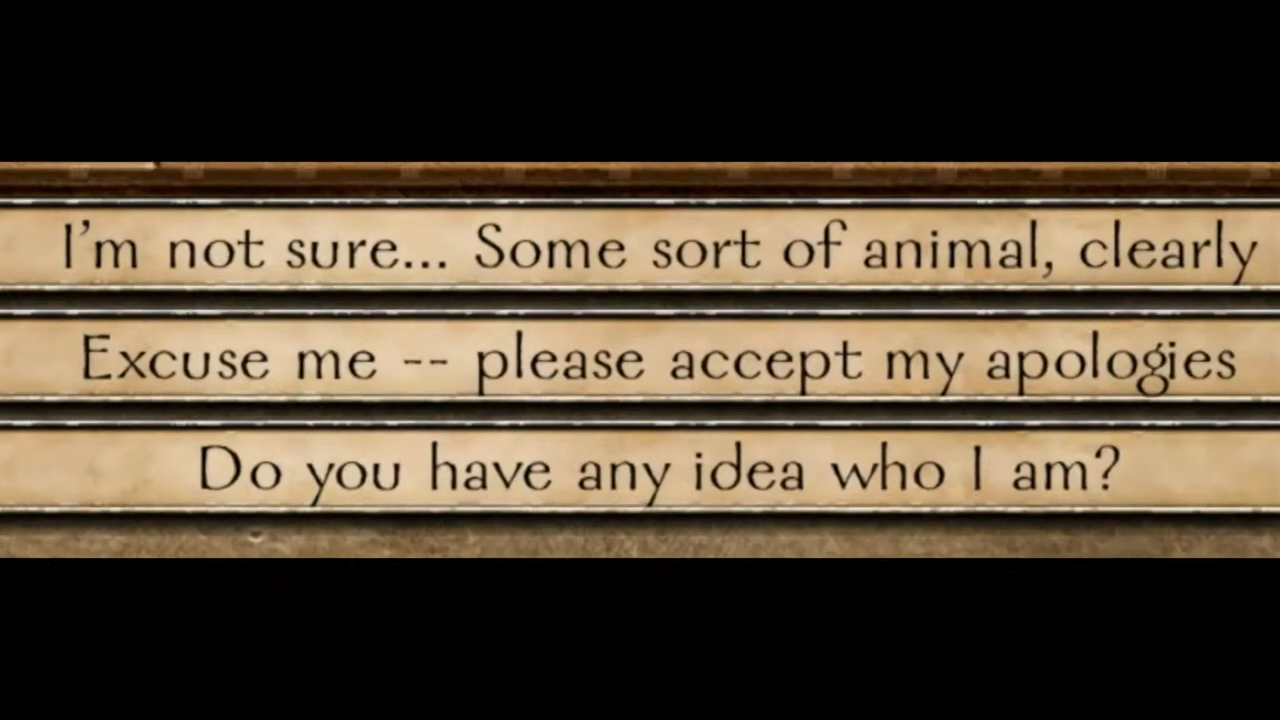 I'm not sure... Some sort of animal, clearly
Excuse me -- please accept my apologies
Do you have any idea who I am?